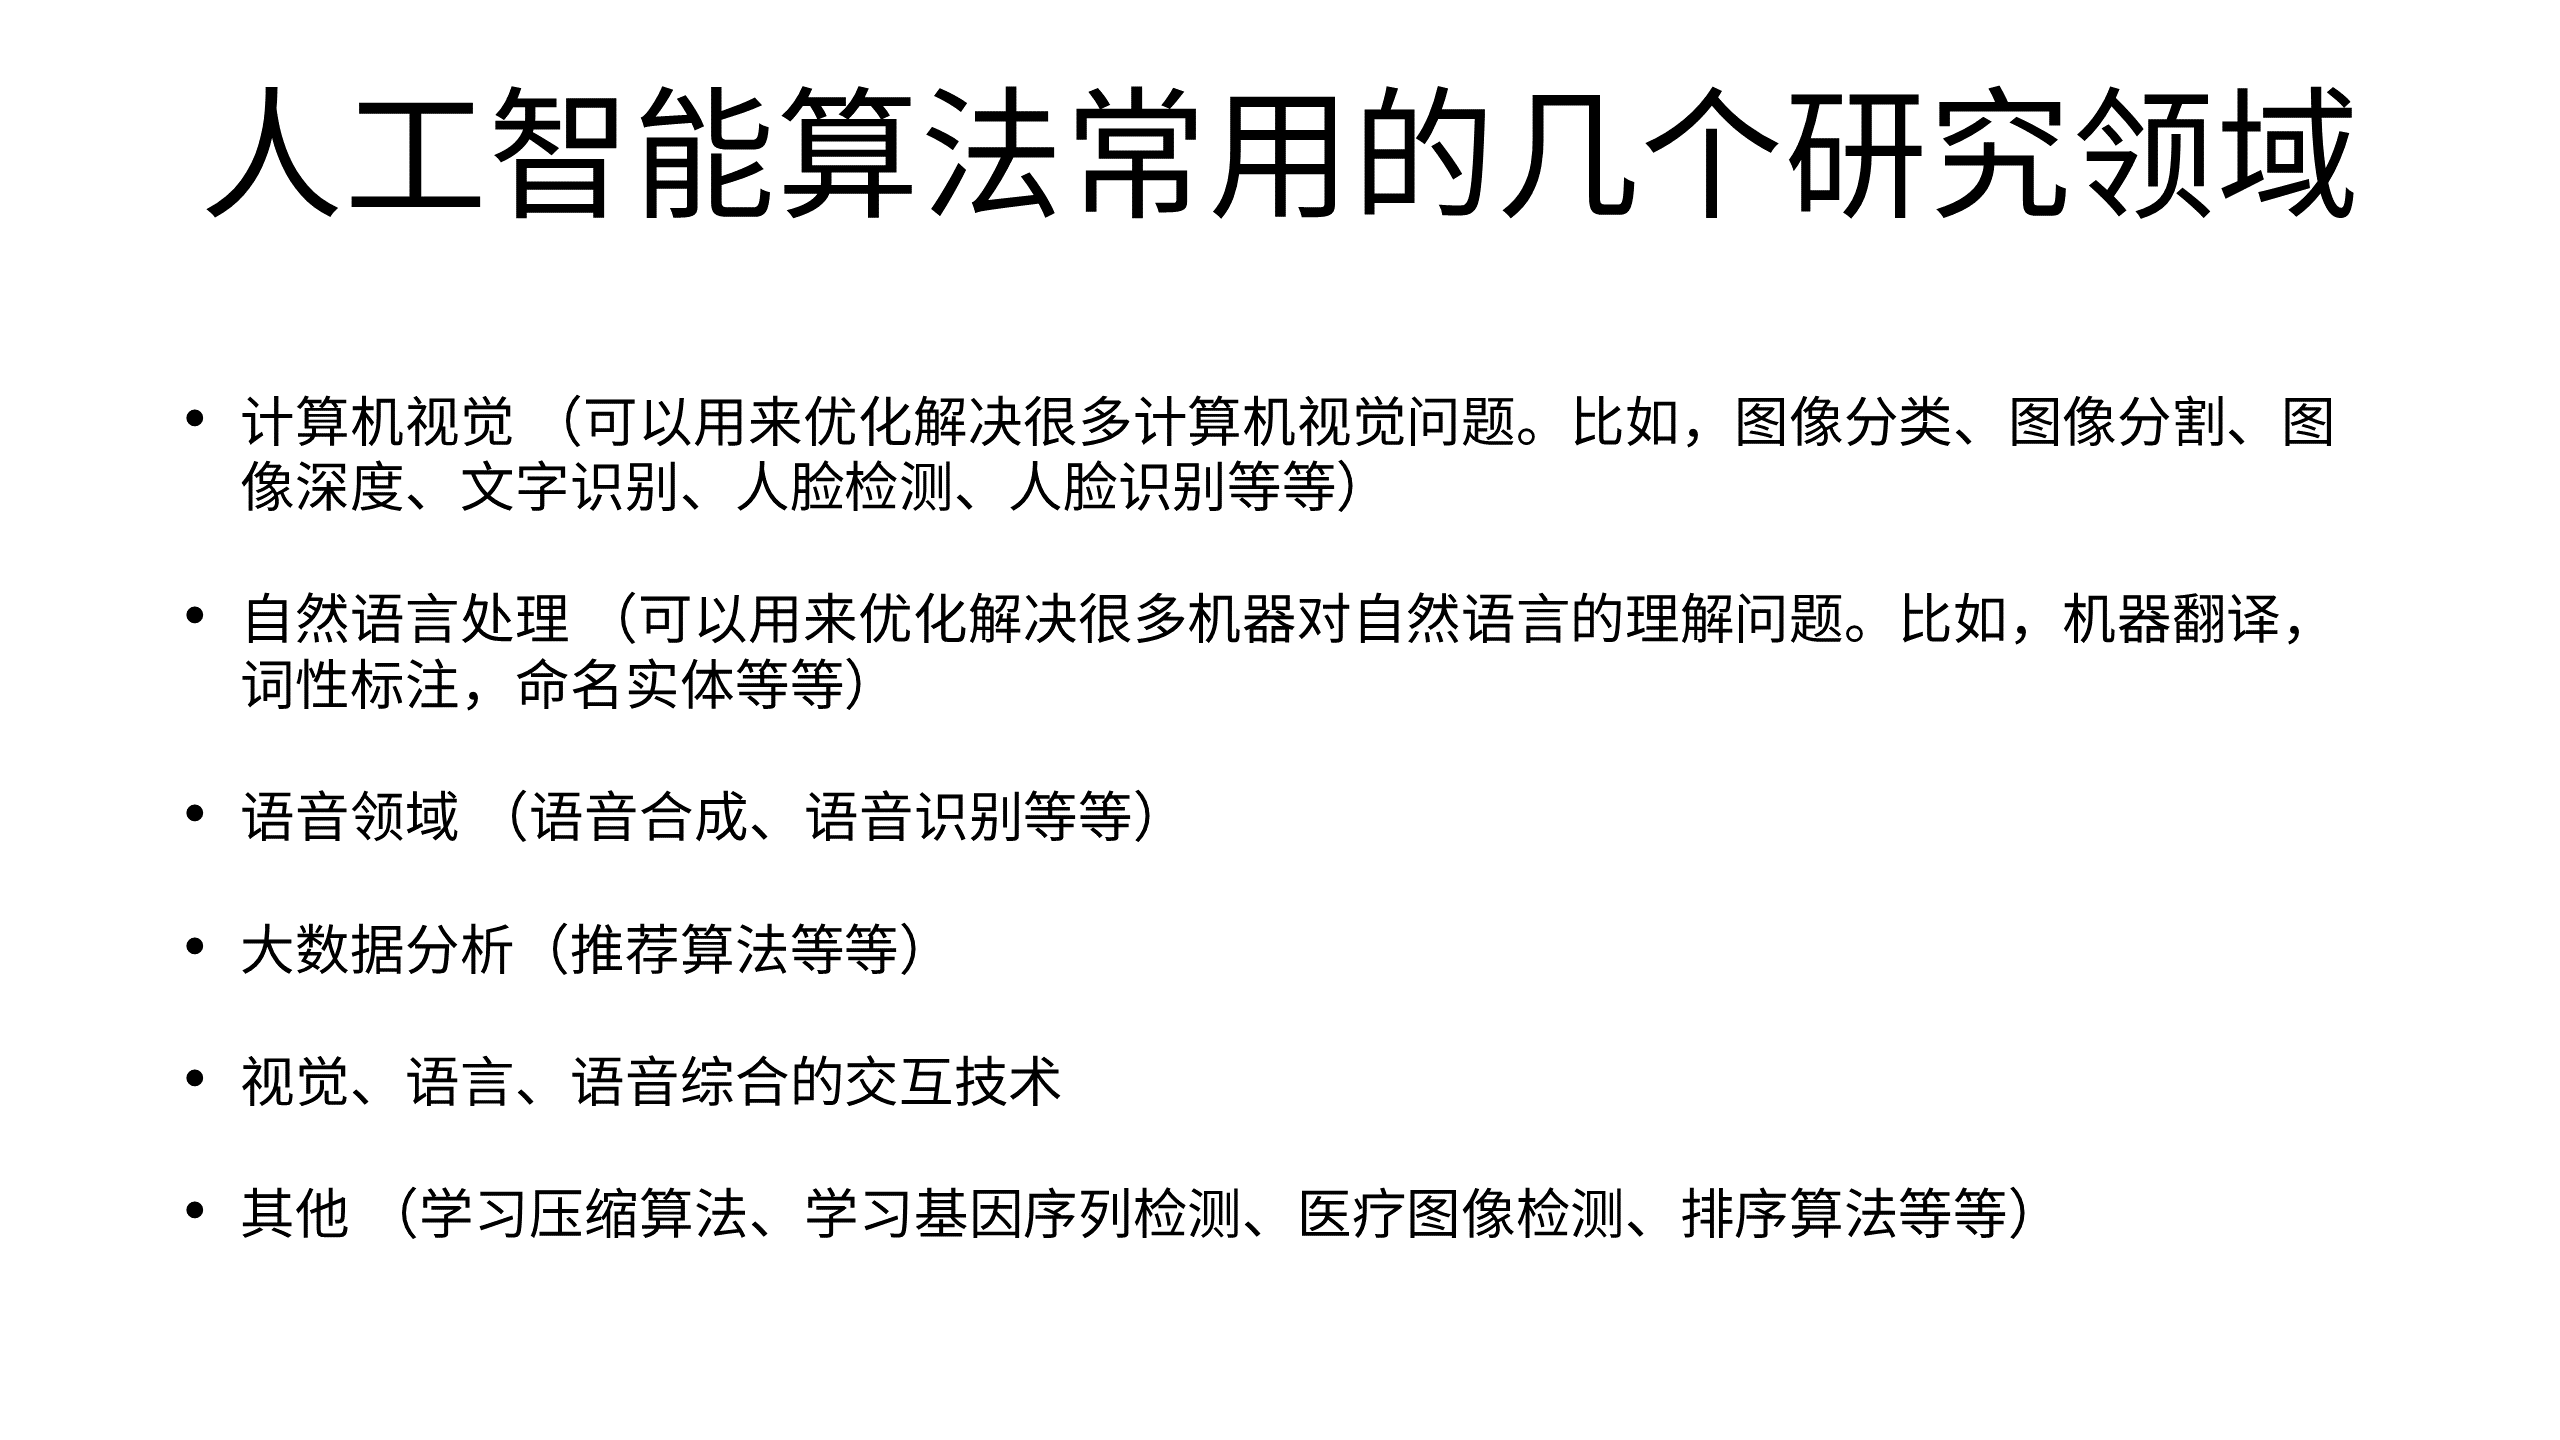 人工智能算法常用的几个研究领域
• 计算机视觉 （可以用来优化解决很多计算机视觉问题。比如，图像分类、图像分割、图
像深度、文字识别、人脸检测、人脸识别等等）
• 自然语言处理 （可以用来优化解决很多机器对自然语言的理解问题。比如，机器翻译，
词性标注，命名实体等等）
• 语音领域 （语音合成、语音识别等等）
• 大数据分析（推荐算法等等）
• 视觉、语言、语音综合的交互技术
• 其他 （学习压缩算法、学习基因序列检测、医疗图像检测、排序算法等等）